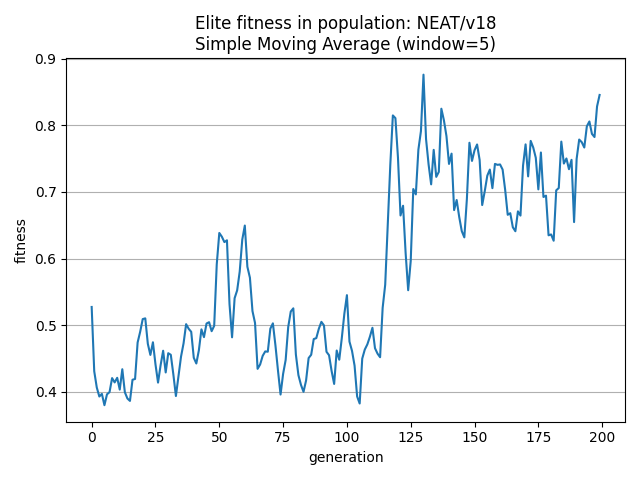 Elite fitness in population: NEAT/v18
Simple Moving Average (window=5)
0.9
0.8
0.7
0.6
0.5
0.4
fitness
0 25 50 75 100 125 150 175 200
generation